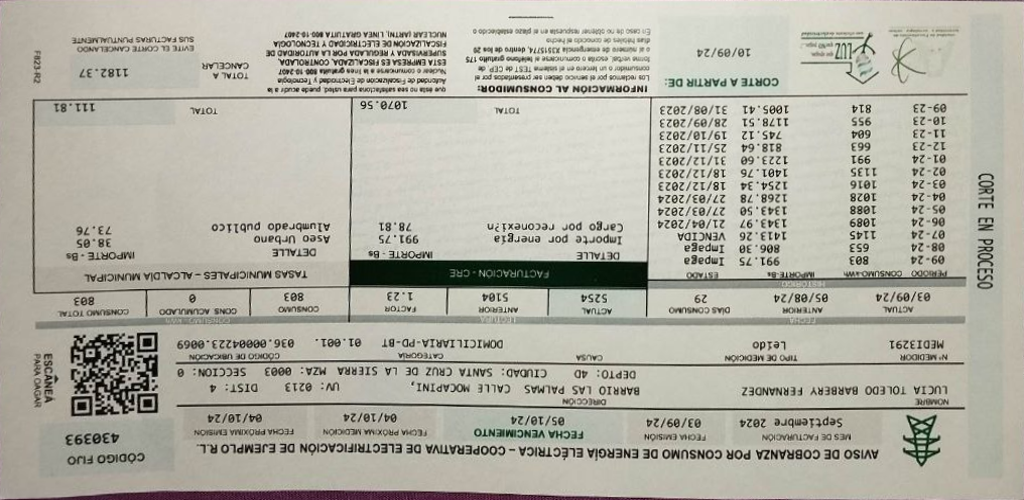 AVISO DE COBRANZA POR CONSUMO DE ENERGÍA ELÉCTRICA – COOPERATIVA DE ELECTRIFICACIÓN DE EJEMPLO R.L.
CÓDIGO FIJO
430393
MES DE FACTURACIÓN
Septiembre 2024
FECHA EMISIÓN
03/09/24
FECHA VENCIMIENTO
05/10/24
FECHA PRÓXIMA MEDICIÓN
04/10/24
FECHA PRÓXIMA EMISIÓN
04/10/24
NOMBRE
LUCIA TOLEDO BARBERY FERNANDEZ
DIRECCIÓN
BARRIO LAS PALMAS CALLE MOCAPINI, UV: 0213 DIST: 4
DEPTO: 4D CIUDAD: SANTA CRUZ DE LA SIERRA MZA: 0003 SECCION: 0
ESCANEÁ
PARA PAGAR
N° MEDIDOR
MED13291
TIPO DE MEDICIÓN
Leído
CAUSA
CATEGORÍA
DOMICILIARIA-PD-BT
CÓDIGO DE UBICACIÓN
01.001. 036.00004223.0069
FECHA
ACTUAL
03/09/24
ANTERIOR
05/08/24
DÍAS CONSUMO
29
LECTURA
ACTUAL
5254
ANTERIOR
5104
FACTOR
1.23
CONSUMO - KWH
CONSUMO
803
CONS ACUMULADO
0
CONSUMO TOTAL
803
HISTÓRICO
PERIODO CONSUMO-kWh IMPORTE-Bs ESTADO
09-24 803 991.75 Impaga
08-24 653 806.30 Impaga
07-24 1145 1413.26 VENCIDA
06-24 1089 1343.97 21/04/2024
05-24 1088 1343.50 27/03/2024
04-24 1028 1268.78 27/03/2024
03-24 1016 1254.34 18/12/2023
02-24 1135 1401.76 18/12/2023
01-24 991 1223.60 31/12/2023
12-23 663 818.64 25/11/2023
11-23 604 745.12 19/10/2023
10-23 955 1178.51 28/09/2023
09-23 814 1005.41 31/08/2023
FACTURACIÓN - CRE
DETALLE IMPORTE - Bs
Importe por energia 991.75
Cargo por reconexi?n 78.81
TOTAL 1070.56
TASAS MUNICIPALES – ALCALDÍA MUNICIPAL
DETALLE IMPORTE - Bs
Aseo Urbano 38.05
Alumbrado publico 73.76
TOTAL 111.81
CORTE EN PROCESO
LUZ
CORTE A PARTIR DE:
10/09/24
INFORMACIÓN AL CONSUMIDOR:
Los reclamos por el servicio deben ser presentados por el
consumidor o un tercero en el sistema TEST de CEP, de
forma verbal, escrita o comunicarse al teléfono gratuito 175
o al número de emergencia X351574, dentro de los 20
días hábiles de conocido el hecho
En caso de no obtener respuesta en el plazo establecido
o que esta no sea satisfactoria para usted, puede acudir a la
Autoridad de Fiscalización de Electricidad y Tecnología
Nuclear o comunicarse a la línea gratuita 800 10-2407
ESTA EMPRESA ES FISCALIZADA, CONTROLADA,
SUPERVISADA Y REGULADA POR LA AUTORIDAD DE
FISCALIZACIÓN DE ELECTRICIDAD Y TECNOLOGÍA
NUCLEAR (AETN), LÍNEA GRATUITA 800-10-2407
TOTAL A
CANCELAR
1182.37
EVITE EL CORTE CANCELANDO
SUS FACTURAS PUNTUALMENTE
F823-R2